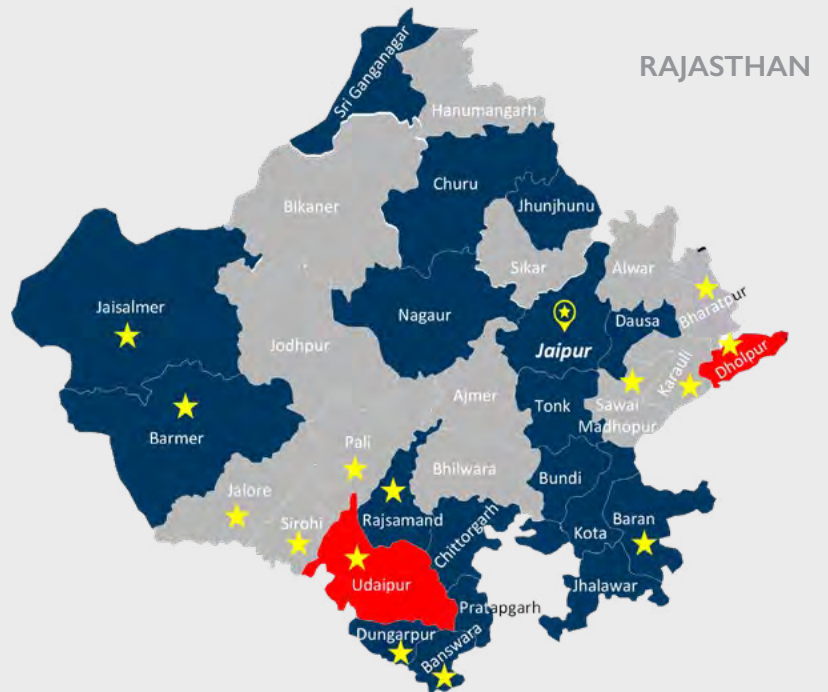 RAJASTHAN
Sri Ganganagar
Hanumangarh
Churu
Jhunjhunu
Bikaner
Sikar
Alwar
Jaisalmer
Nagaur
Bharatpur
Dausa
Jodhpur
Jaipur
Dholpur
Karauli
Ajmer
Tonk
Sawai
Madhopur
Barmer
Pali
Bhilwara
Bundi
Jalore
Sirohi
Rajsamand
Chittorgarh
Kota
Baran
Udaipur
Jhalawar
Pratapgarh
Dungarpur
Banswara